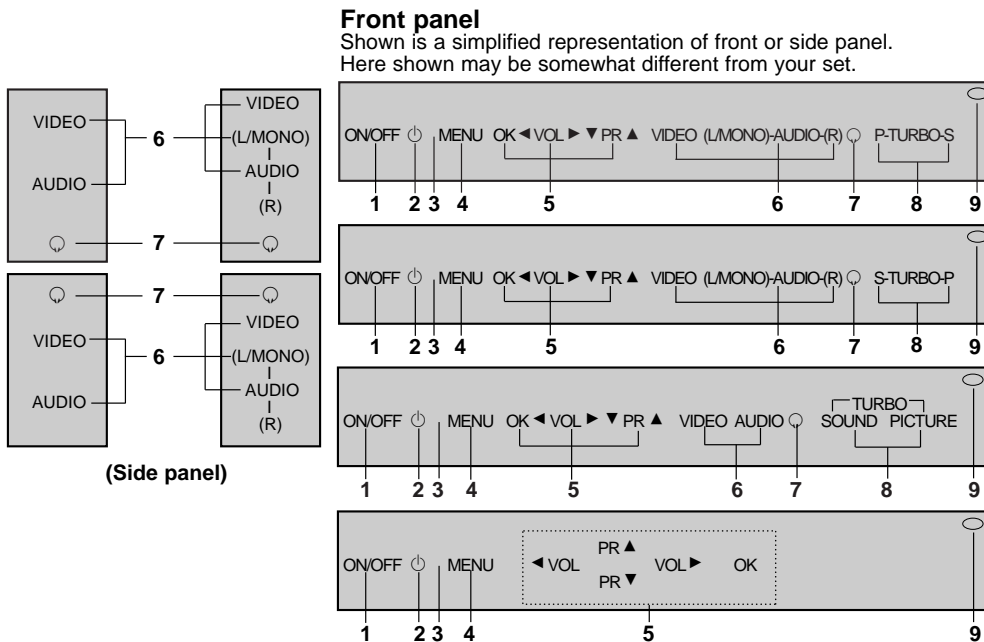 Front panel
Shown is a simplified representation of front or side panel.
Here shown may be somewhat different from your set.
VIDEO
AUDIO
6
VIDEO
(L/MONO)
AUDIO
(R)
7
7
VIDEO
AUDIO
6
VIDEO
(L/MONO)
AUDIO
(R)
(Side panel)
ON/OFF MENU OK ◄ VOL ► ▼ PR ▲ VIDEO (L/MONO)-AUDIO-(R) P-TURBO-S
1 2 3 4 5 6 7 8 9
ON/OFF MENU OK ◄ VOL ► ▼ PR ▲ VIDEO (L/MONO)-AUDIO-(R) S-TURBO-P
1 2 3 4 5 6 7 8 9
TURBO
ON/OFF MENU OK ◄ VOL ► ▼ PR ▲ VIDEO AUDIO SOUND PICTURE
1 2 3 4 5 6 7 8 9
PR ▲
ON/OFF MENU ◄ VOL VOL ► OK
PR ▼
1 2 3 4 5 9